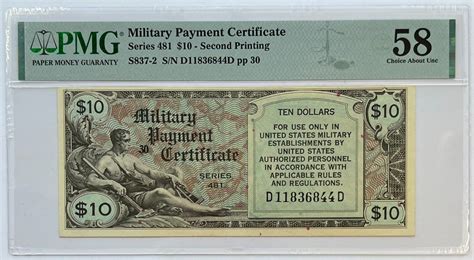 PMG
PAPER MONEY GUARANTY
Military Payment Certificate
Series 481 $10 - Second Printing
S837-2 S/N D11836844D pp 30
58
Choice About Unc
$10
Military
Payment
30
Certificate
SERIES
481
$10
TEN DOLLARS
FOR USE ONLY IN
UNITED STATES MILITARY
ESTABLISHMENTS BY
UNITED STATES
AUTHORIZED PERSONNEL
IN ACCORDANCE WITH
APPLICABLE RULES
AND REGULATIONS.
D11836844D
$10
$10